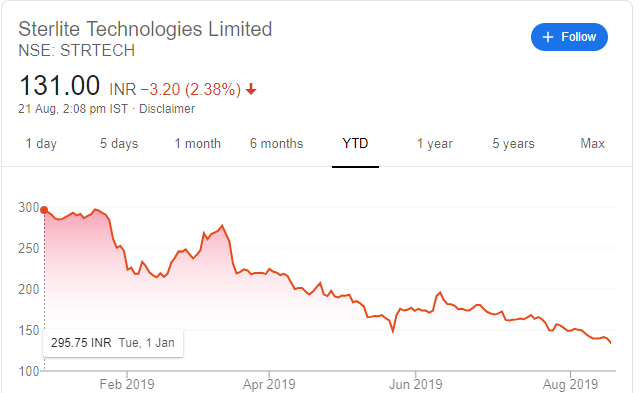 Sterlite Technologies Limited
NSE: STRTECH
+ Follow
131.00 INR −3.20 (2.38%)
21 Aug, 2:08 pm IST · Disclaimer
1 day 5 days 1 month 6 months YTD 1 year 5 years Max
300
250
200
150
100
295.75 INR Tue, 1 Jan
Feb 2019 Apr 2019 Jun 2019 Aug 2019